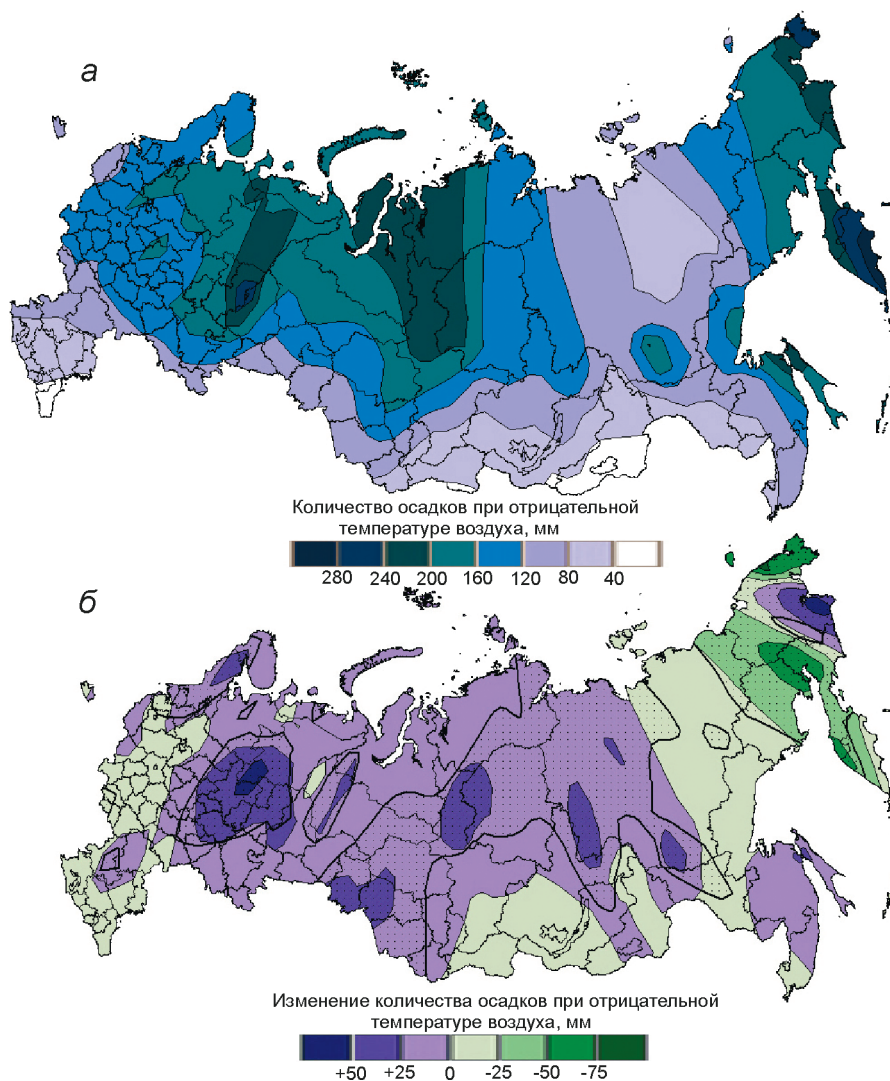 а
Количество осадков при отрицательной
температуре воздуха, мм
280 240 200 160 120 80 40
б
Изменение количества осадков при отрицательной
температуре воздуха, мм
+50 +25 0 -25 -50 -75